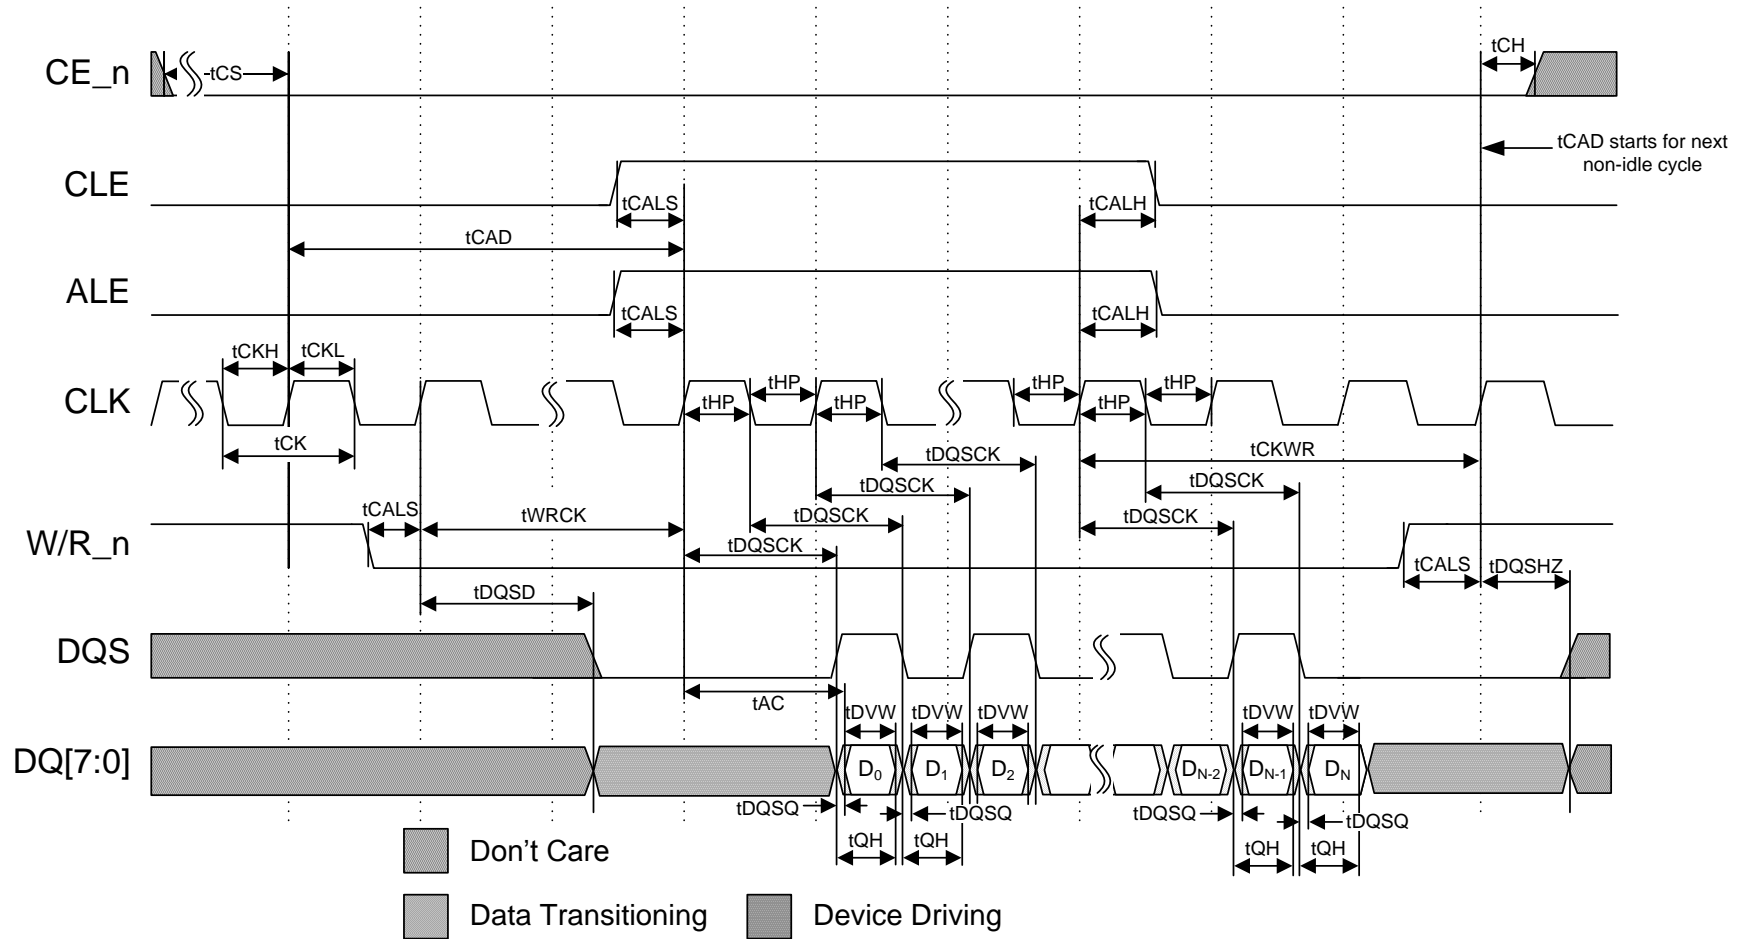 tCH
CE_n
tCS
tCAD starts for next
non-idle cycle
CLE
tCALS
tCALH
tCAD
ALE
tCALS
tCALH
tCKH
tCKL
CLK
tHP
tHP
tHP
tHP
tHP
tHP
tHP
tCK
tDQSCK
tCKWR
tDQSCK
tDQSCK
tCALS
tWRCK
tDQSCK
tDQSCK
W/R_n
tDQSCK
tCALS
tDQSHZ
tDQSD
DQS
tAC
tDVW
tDVW
tDVW
tDVW
tDVW
DQ[7:0]
D0
D1
D2
DN-2
DN-1
DN
tDQSQ
tDQSQ
tDQSQ
tDQSQ
tQH
tQH
tQH
tQH
Don't Care
Data Transitioning
Device Driving